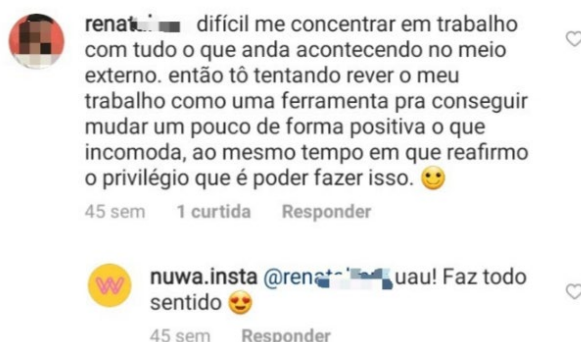 renat difícil me concentrar em trabalho
com tudo o que anda acontecendo no meio
externo. então tô tentando rever o meu
trabalho como uma ferramenta pra conseguir
mudar um pouco de forma positiva o que
incomoda, ao mesmo tempo em que reafirmo
o privilégio que é poder fazer isso. 🙂
45 sem 1 curtida Responder
nuwa.insta @renat uau! Faz todo
sentido 😍
45 sem Responder